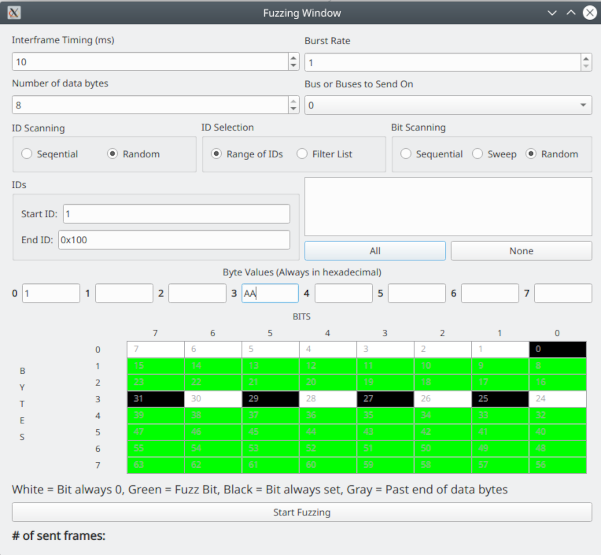 Fuzzing Window
Interframe Timing (ms) Burst Rate
10 1
Number of data bytes Bus or Buses to Send On
8 0
ID Scanning ID Selection Bit Scanning
Seqential Random Range of IDs Filter List Sequential Sweep Random
IDs
Start ID: 1
End ID: 0x100
All None
Byte Values (Always in hexadecimal)
0 1 1 2 3 AA 4 5 6 7
BITS
7 6 5 4 3 2 1 0
0 7 6 5 4 3 2 1 0
B 1 15 14 13 12 11 10 9 8
Y 2 23 22 21 20 19 18 17 16
T 3 31 30 29 28 27 26 25 24
E 4 39 38 37 36 35 34 33 32
S 5 47 46 45 44 43 42 41 40
6 55 54 53 52 51 50 49 48
7 63 62 61 60 59 58 57 56
White = Bit always 0, Green = Fuzz Bit, Black = Bit always set, Gray = Past end of data bytes
Start Fuzzing
# of sent frames: